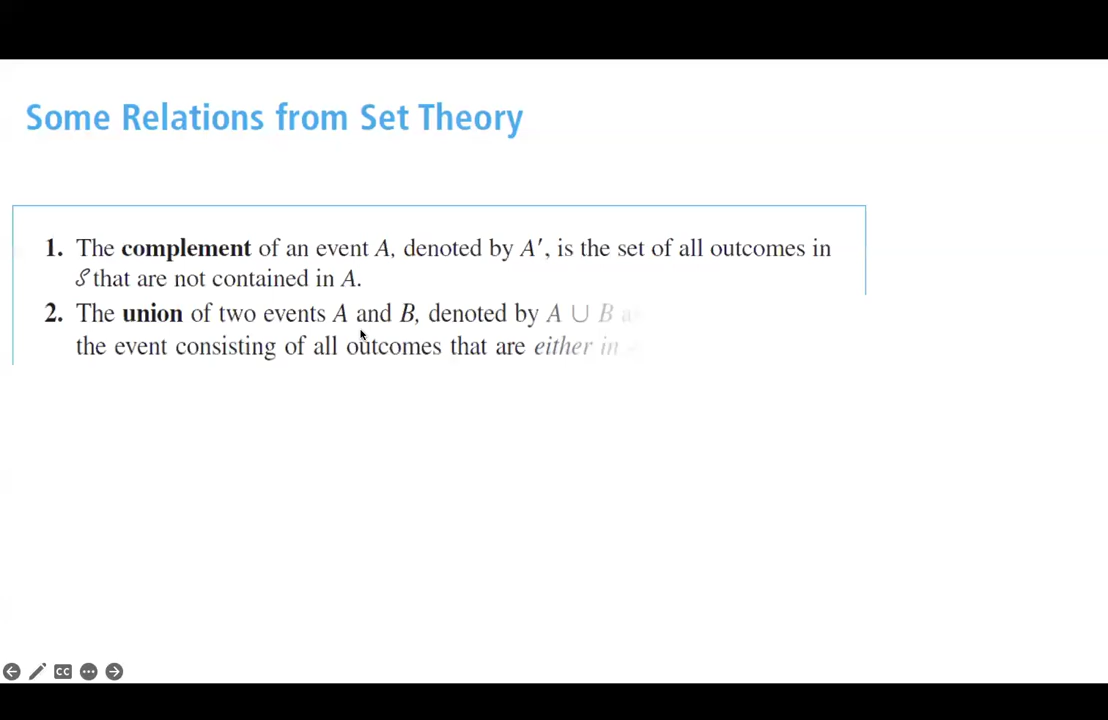 Some Relations from Set Theory
1. The complement of an event A, denoted by A′, is the set of all outcomes in
𝒮 that are not contained in A.
2. The union of two events A and B, denoted by A ∪ B
the event consisting of all outcomes that are either in
CC